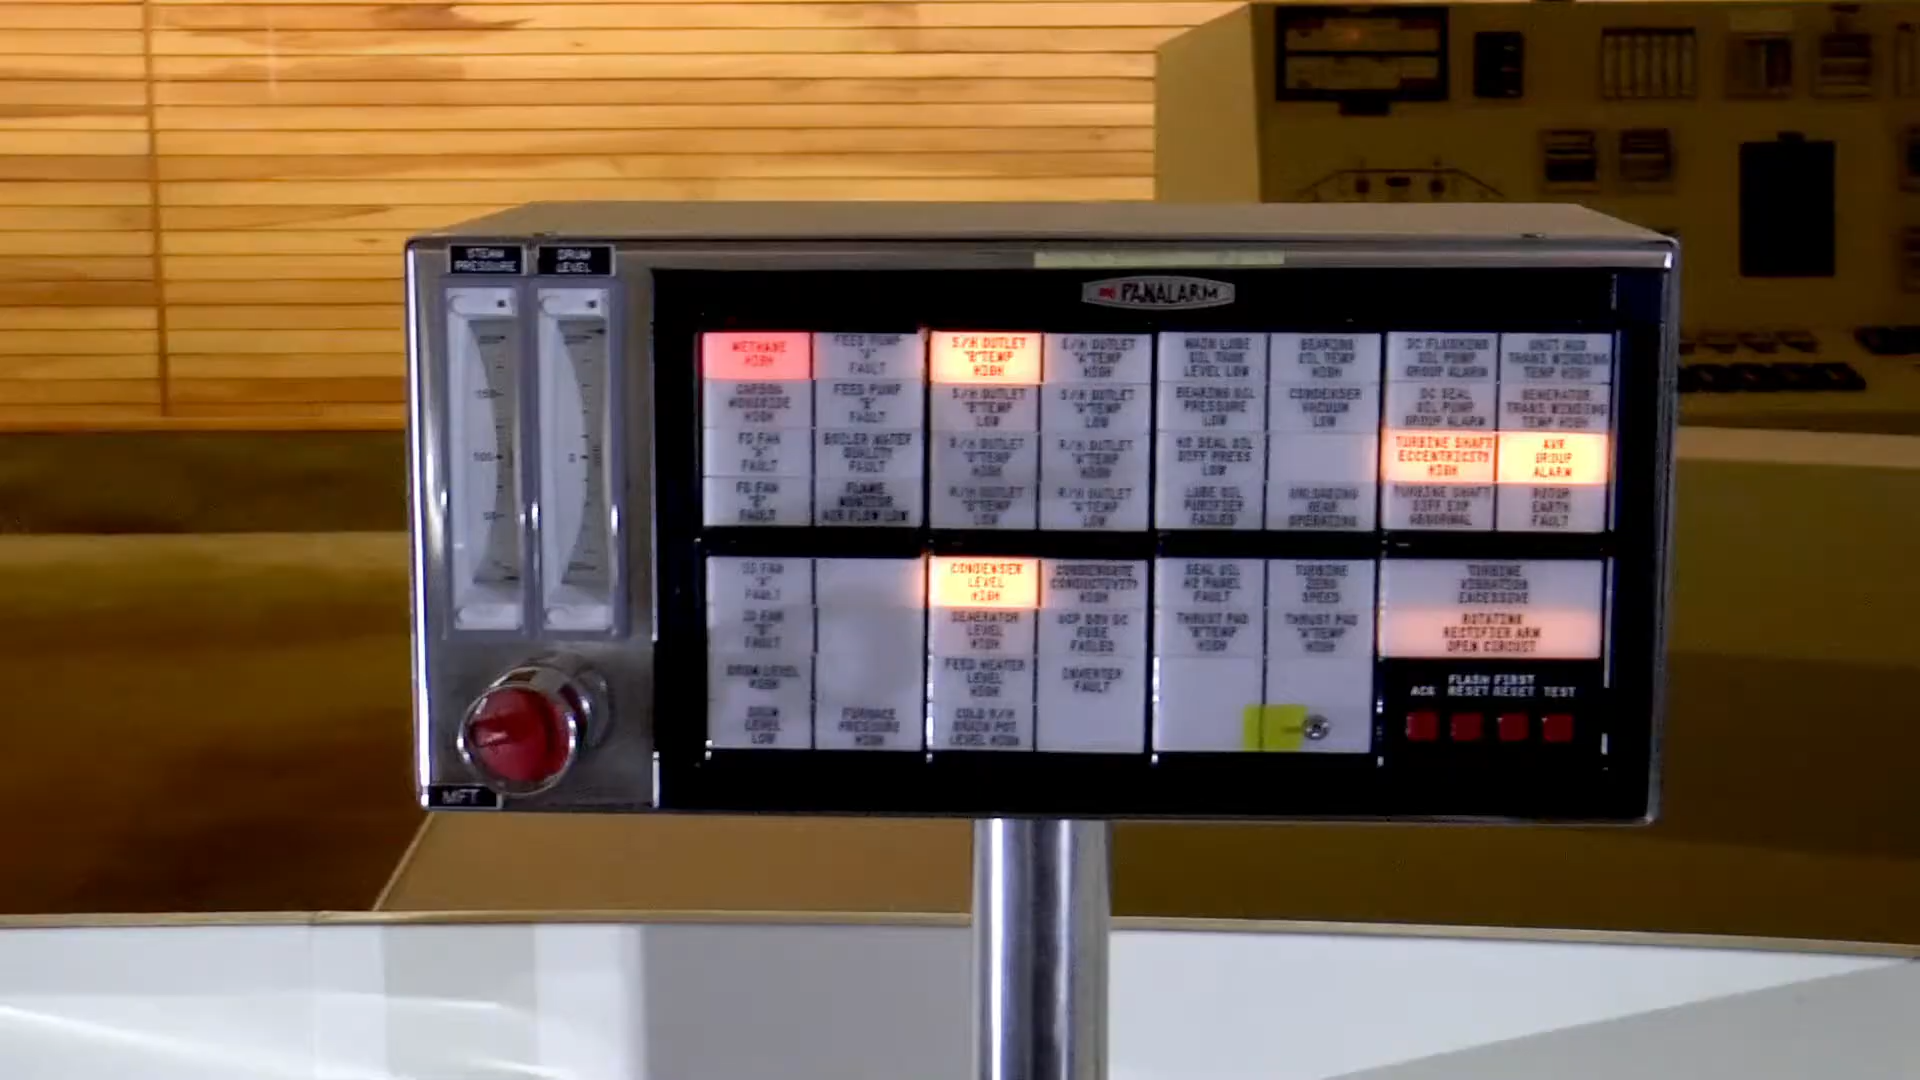 STEAM
PRESSURE
DRUM
LEVEL
PANALARM
METHANE
HIGH
FEED PUMP
"A"
FAULT
S/H OUTLET
"B" TEMP
HIGH
S/H OUTLET
"A" TEMP
HIGH
MAIN LUBE
OIL TANK
LEVEL LOW
BEARING
OIL TEMP
HIGH
DC FLUSHING
OIL PUMP
GROUP ALARM
UNIT AUX
TRANS WINDING
TEMP HIGH
CARBON
MONOXIDE
HIGH
FEED PUMP
"B"
FAULT
S/H OUTLET
"B" TEMP
LOW
S/H OUTLET
"A" TEMP
LOW
BEARING OIL
PRESSURE
LOW
CONDENSER
VACUUM
LOW
DC SEAL
OIL PUMP
GROUP ALARM
GENERATOR
TRANS WINDING
TEMP HIGH
FD FAN
"A"
FAULT
BOILER WATER
QUALITY
FAULT
R/H OUTLET
"B" TEMP
HIGH
R/H OUTLET
"A" TEMP
HIGH
H2 SEAL OIL
DIFF PRESS
LOW
TURBINE SHAFT
ECCENTRICITY
HIGH
AVR
GROUP
ALARM
FD FAN
"B"
FAULT
FLAME
MONITOR
AIR FLOW LOW
R/H OUTLET
"B" TEMP
LOW
R/H OUTLET
"A" TEMP
LOW
LUBE OIL
PURIFIER
FAILED
UNLOADING
GEAR
OPERATING
TURBINE SHAFT
DIFF EXP
ABNORMAL
ROTOR
EARTH
FAULT
ID FAN
"A"
FAULT
CONDENSER
LEVEL
HIGH
CONDENSATE
CONDUCTIVITY
HIGH
SEAL OIL
H2 PANEL
FAULT
TURBINE
ZERO
SPEED
TURBINE
VIBRATION
EXCESSIVE
ID FAN
"B"
FAULT
DEAERATOR
LEVEL
HIGH
FUSE
FAILED
THRUST PAD
"B" TEMP
HIGH
THRUST PAD
"A" TEMP
HIGH
ROTATING
RECTIFIER ARM
OPEN CIRCUIT
DRUM LEVEL
HIGH
FEED HEATER
LEVEL
HIGH
INVERTER
FAULT
DRUM
LEVEL
LOW
FURNACE
PRESSURE
HIGH
COLD R/H
DRAIN POT
LEVEL HIGH
FLASH FIRST
ACK RESET RESET TEST
MFT